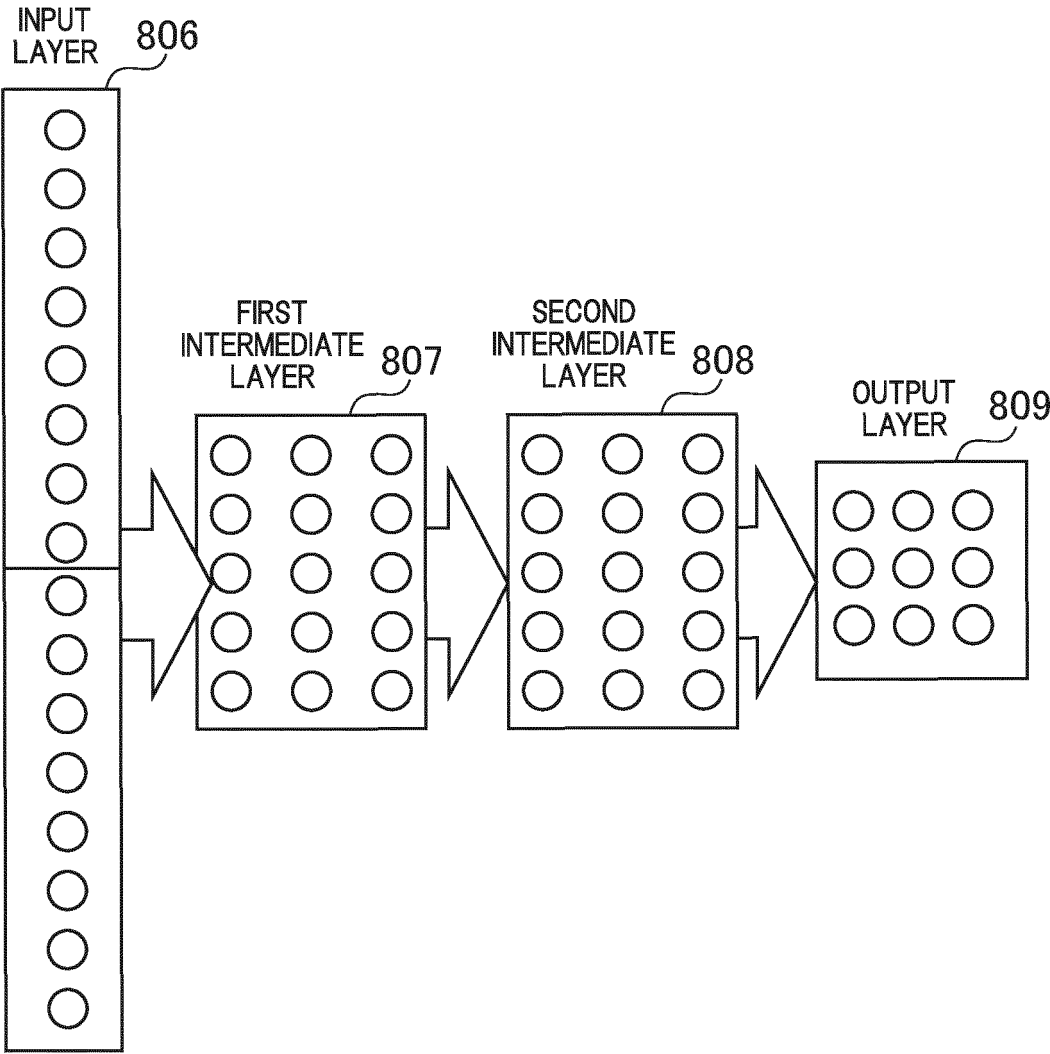 INPUT
LAYER
806
FIRST
INTERMEDIATE
LAYER
807
SECOND
INTERMEDIATE
LAYER
808
OUTPUT
LAYER
809